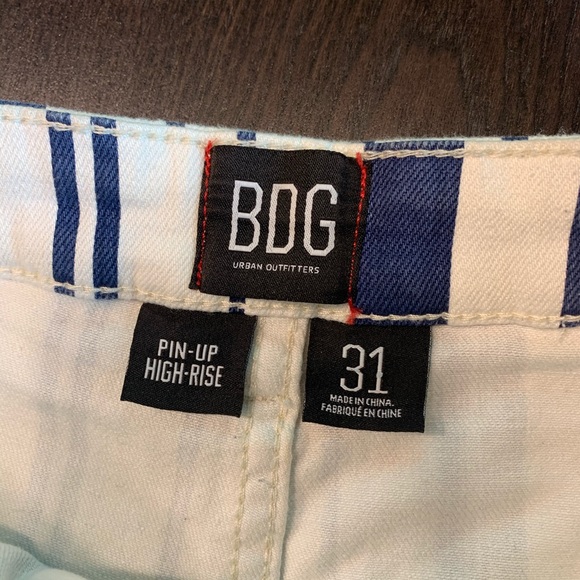 BDG
URBAN OUTFITTERS
PIN-UP
HIGH-RISE
31
MADE IN CHINA.
FABRIQUÉ EN CHINE